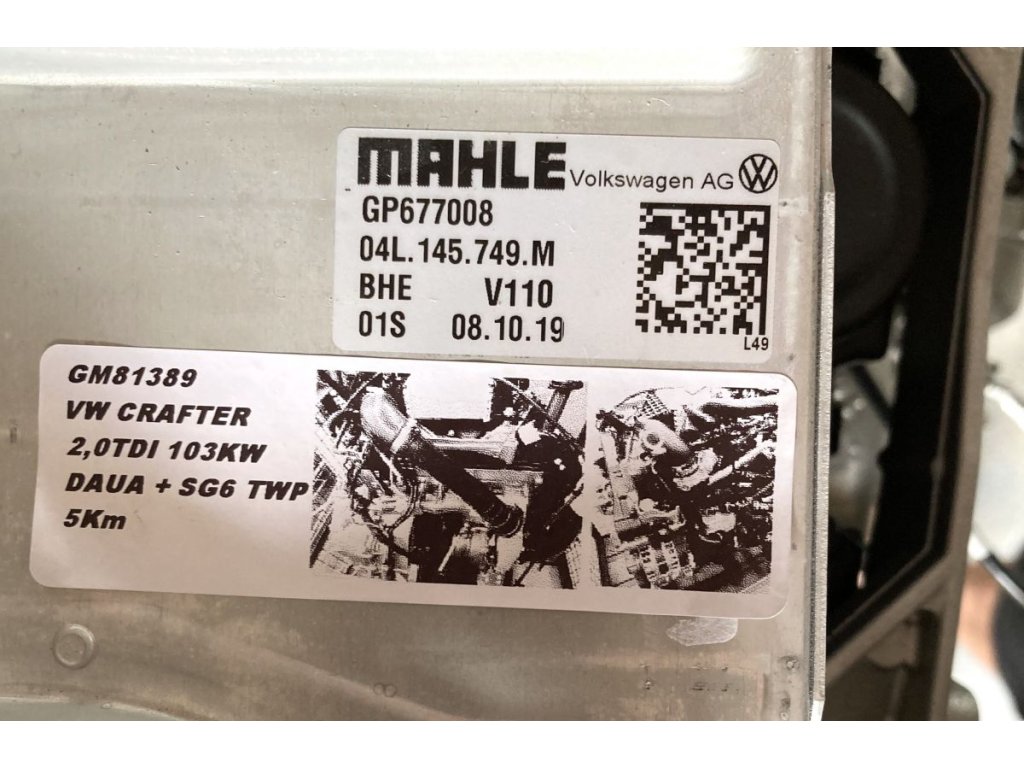 MAHLE Volkswagen AG
GP677008
04L.145.749.M
BHE V110
01S 08.10.19
L49
GM81389
VW CRAFTER
2,0TDI 103KW
DAUA + SG6 TWP
5Km